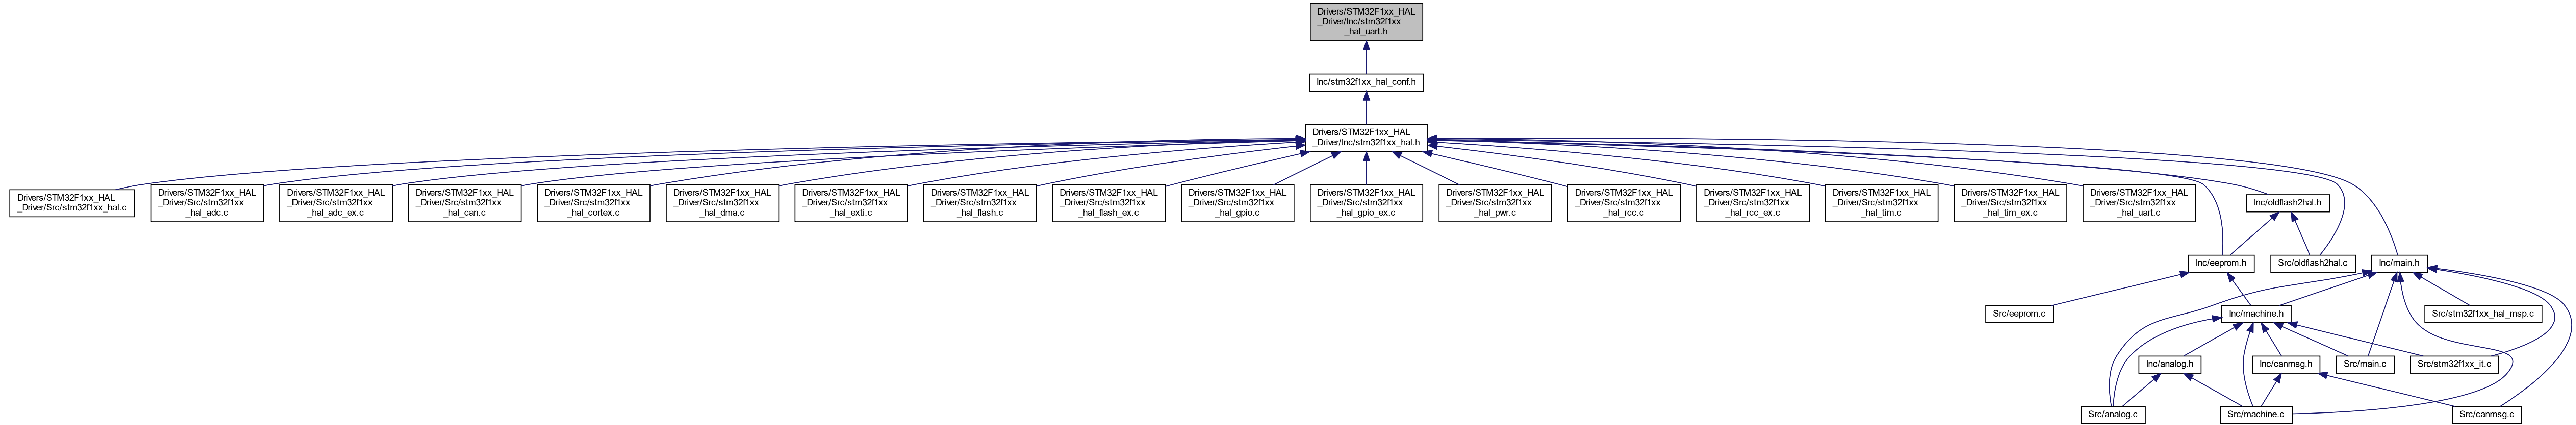 Drivers/STM32F1xx_HAL
_Driver/Inc/stm32f1xx
_hal_uart.h
Inc/stm32f1xx_hal_conf.h
Drivers/STM32F1xx_HAL
_Driver/Inc/stm32f1xx_hal.h
Drivers/STM32F1xx_HAL
_Driver/Src/stm32f1xx_hal.c
Drivers/STM32F1xx_HAL
_Driver/Src/stm32f1xx
_hal_adc.c
Drivers/STM32F1xx_HAL
_Driver/Src/stm32f1xx
_hal_adc_ex.c
Drivers/STM32F1xx_HAL
_Driver/Src/stm32f1xx
_hal_can.c
Drivers/STM32F1xx_HAL
_Driver/Src/stm32f1xx
_hal_cortex.c
Drivers/STM32F1xx_HAL
_Driver/Src/stm32f1xx
_hal_dma.c
Drivers/STM32F1xx_HAL
_Driver/Src/stm32f1xx
_hal_exti.c
Drivers/STM32F1xx_HAL
_Driver/Src/stm32f1xx
_hal_flash.c
Drivers/STM32F1xx_HAL
_Driver/Src/stm32f1xx
_hal_flash_ex.c
Drivers/STM32F1xx_HAL
_Driver/Src/stm32f1xx
_hal_gpio.c
Drivers/STM32F1xx_HAL
_Driver/Src/stm32f1xx
_hal_gpio_ex.c
Drivers/STM32F1xx_HAL
_Driver/Src/stm32f1xx
_hal_pwr.c
Drivers/STM32F1xx_HAL
_Driver/Src/stm32f1xx
_hal_rcc.c
Drivers/STM32F1xx_HAL
_Driver/Src/stm32f1xx
_hal_rcc_ex.c
Drivers/STM32F1xx_HAL
_Driver/Src/stm32f1xx
_hal_tim.c
Drivers/STM32F1xx_HAL
_Driver/Src/stm32f1xx
_hal_tim_ex.c
Drivers/STM32F1xx_HAL
_Driver/Src/stm32f1xx
_hal_uart.c
Inc/oldflash2hal.h
Inc/eeprom.h
Src/oldflash2hal.c
Inc/main.h
Src/eeprom.c
Inc/machine.h
Src/stm32f1xx_hal_msp.c
Inc/analog.h
Inc/canmsg.h
Src/main.c
Src/stm32f1xx_it.c
Src/analog.c
Src/machine.c
Src/canmsg.c